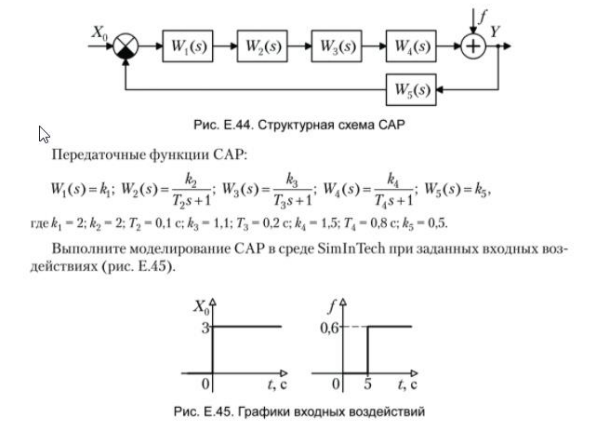 X₀ W₁(s) W₂(s) W₃(s) W₄(s) f Y
W₅(s)
Рис. Е.44. Структурная схема САР
Передаточные функции САР:
W₁(s) = k₁; W₂(s) = k₂/(T₂s+1); W₃(s) = k₃/(T₃s+1); W₄(s) = k₄/(T₄s+1); W₅(s) = k₅,
где k₁ = 2; k₂ = 2; T₂ = 0,1 с; k₃ = 1,1; T₃ = 0,2 с; k₄ = 1,5; T₄ = 0,8 с; k₅ = 0,5.
Выполните моделирование САР в среде SimInTech при заданных входных воз-
действиях (рис. Е.45).
X₀ f
3 0,6
0 t, с 0 5 t, с
Рис. Е.45. Графики входных воздействий